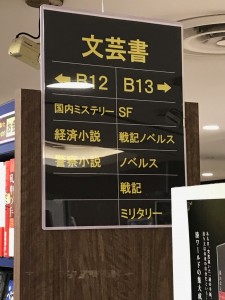 文芸書
← B12 B13 →
国内ミステリー SF
経済小説 戦記ノベルス
警察小説 ノベルス
戦記
ミリタリー